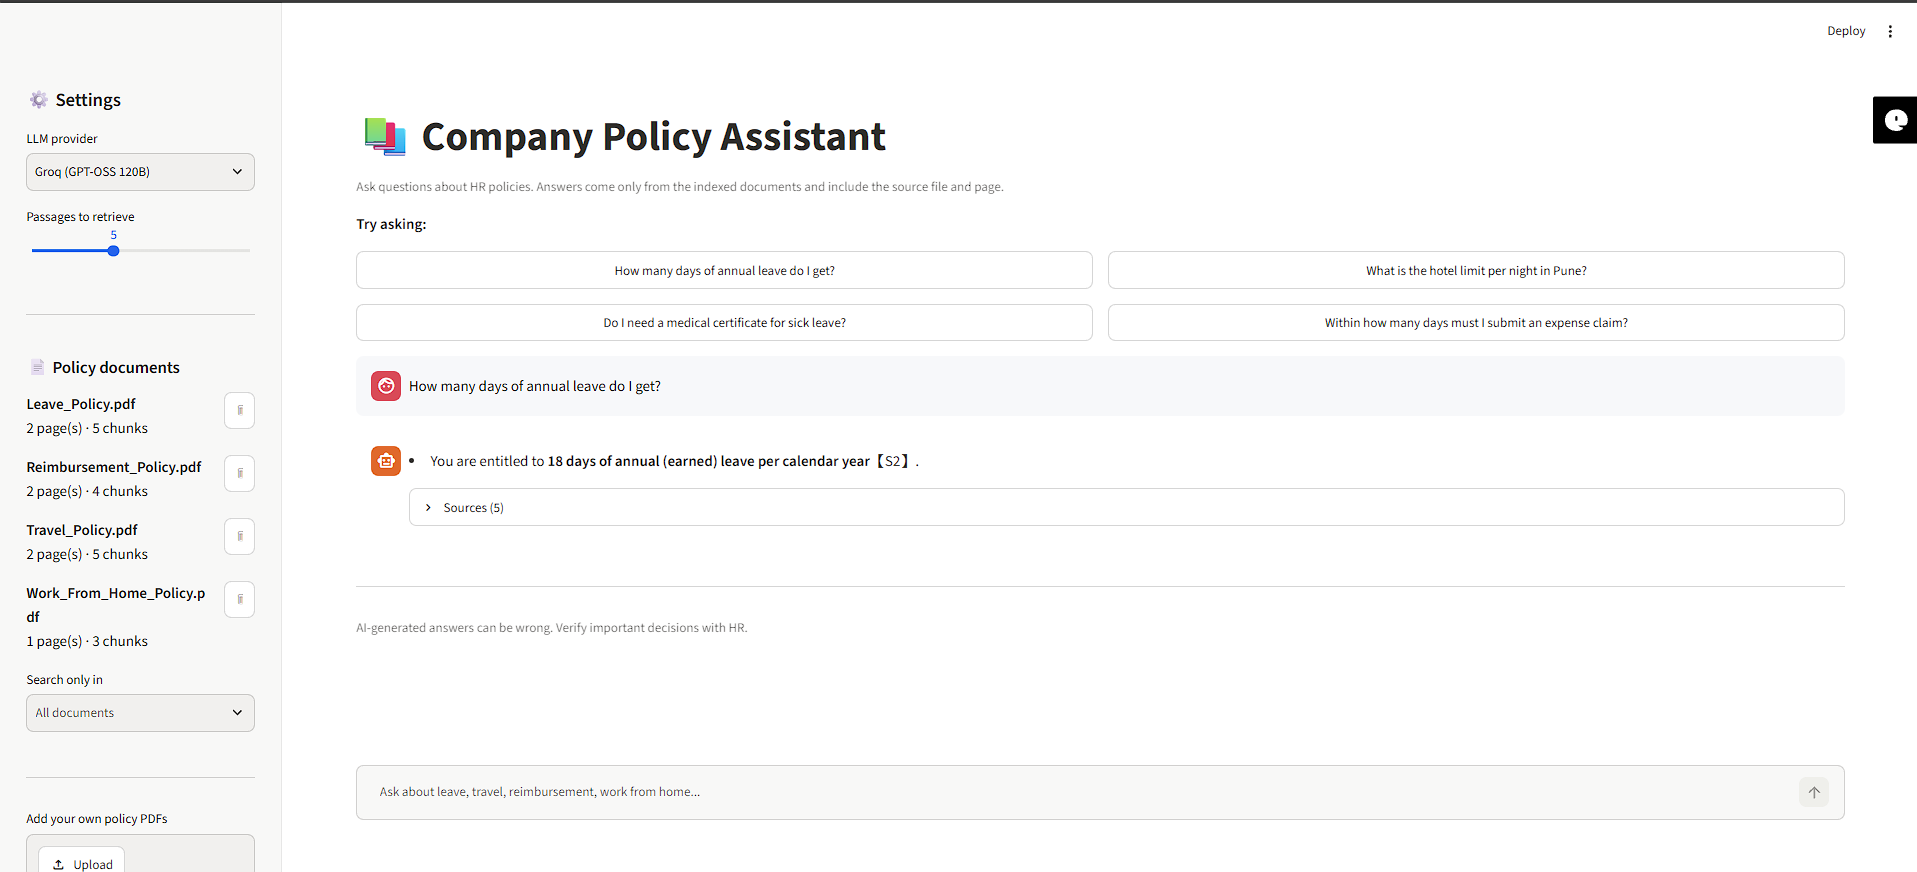 Deploy
Settings
LLM provider
Groq (GPT-OSS 120B)
Passages to retrieve
5
Policy documents
Leave_Policy.pdf
2 page(s) · 5 chunks
Reimbursement_Policy.pdf
2 page(s) · 4 chunks
Travel_Policy.pdf
2 page(s) · 5 chunks
Work_From_Home_Policy.p
df
1 page(s) · 3 chunks
Search only in
All documents
Add your own policy PDFs
Upload
Company Policy Assistant
Ask questions about HR policies. Answers come only from the indexed documents and include the source file and page.
Try asking:
How many days of annual leave do I get?
What is the hotel limit per night in Pune?
Do I need a medical certificate for sick leave?
Within how many days must I submit an expense claim?
How many days of annual leave do I get?
• You are entitled to 18 days of annual (earned) leave per calendar year【S2】.
Sources (5)
AI-generated answers can be wrong. Verify important decisions with HR.
Ask about leave, travel, reimbursement, work from home...